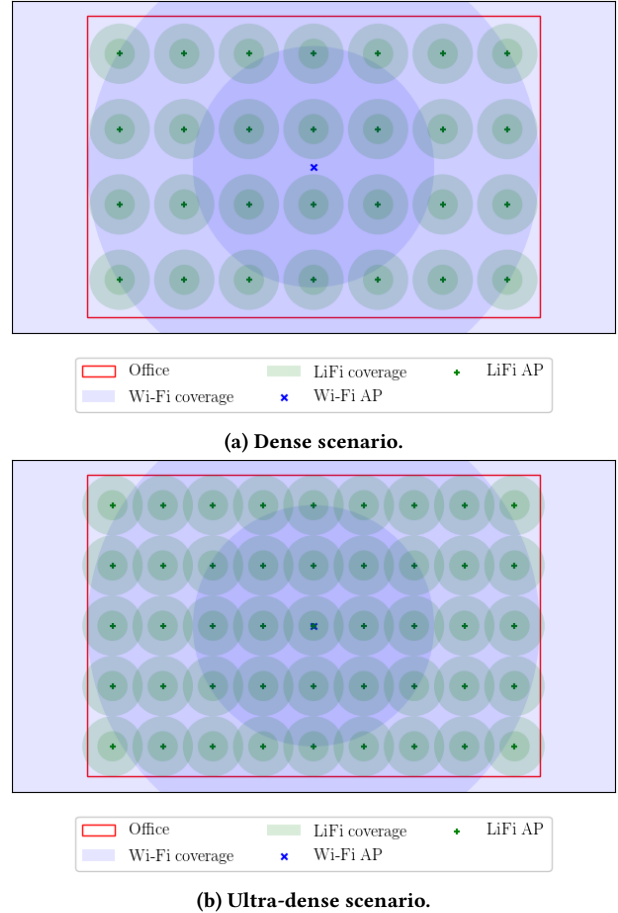 Office LiFi coverage LiFi AP
Wi-Fi coverage Wi-Fi AP
(a) Dense scenario.
Office LiFi coverage LiFi AP
Wi-Fi coverage Wi-Fi AP
(b) Ultra-dense scenario.